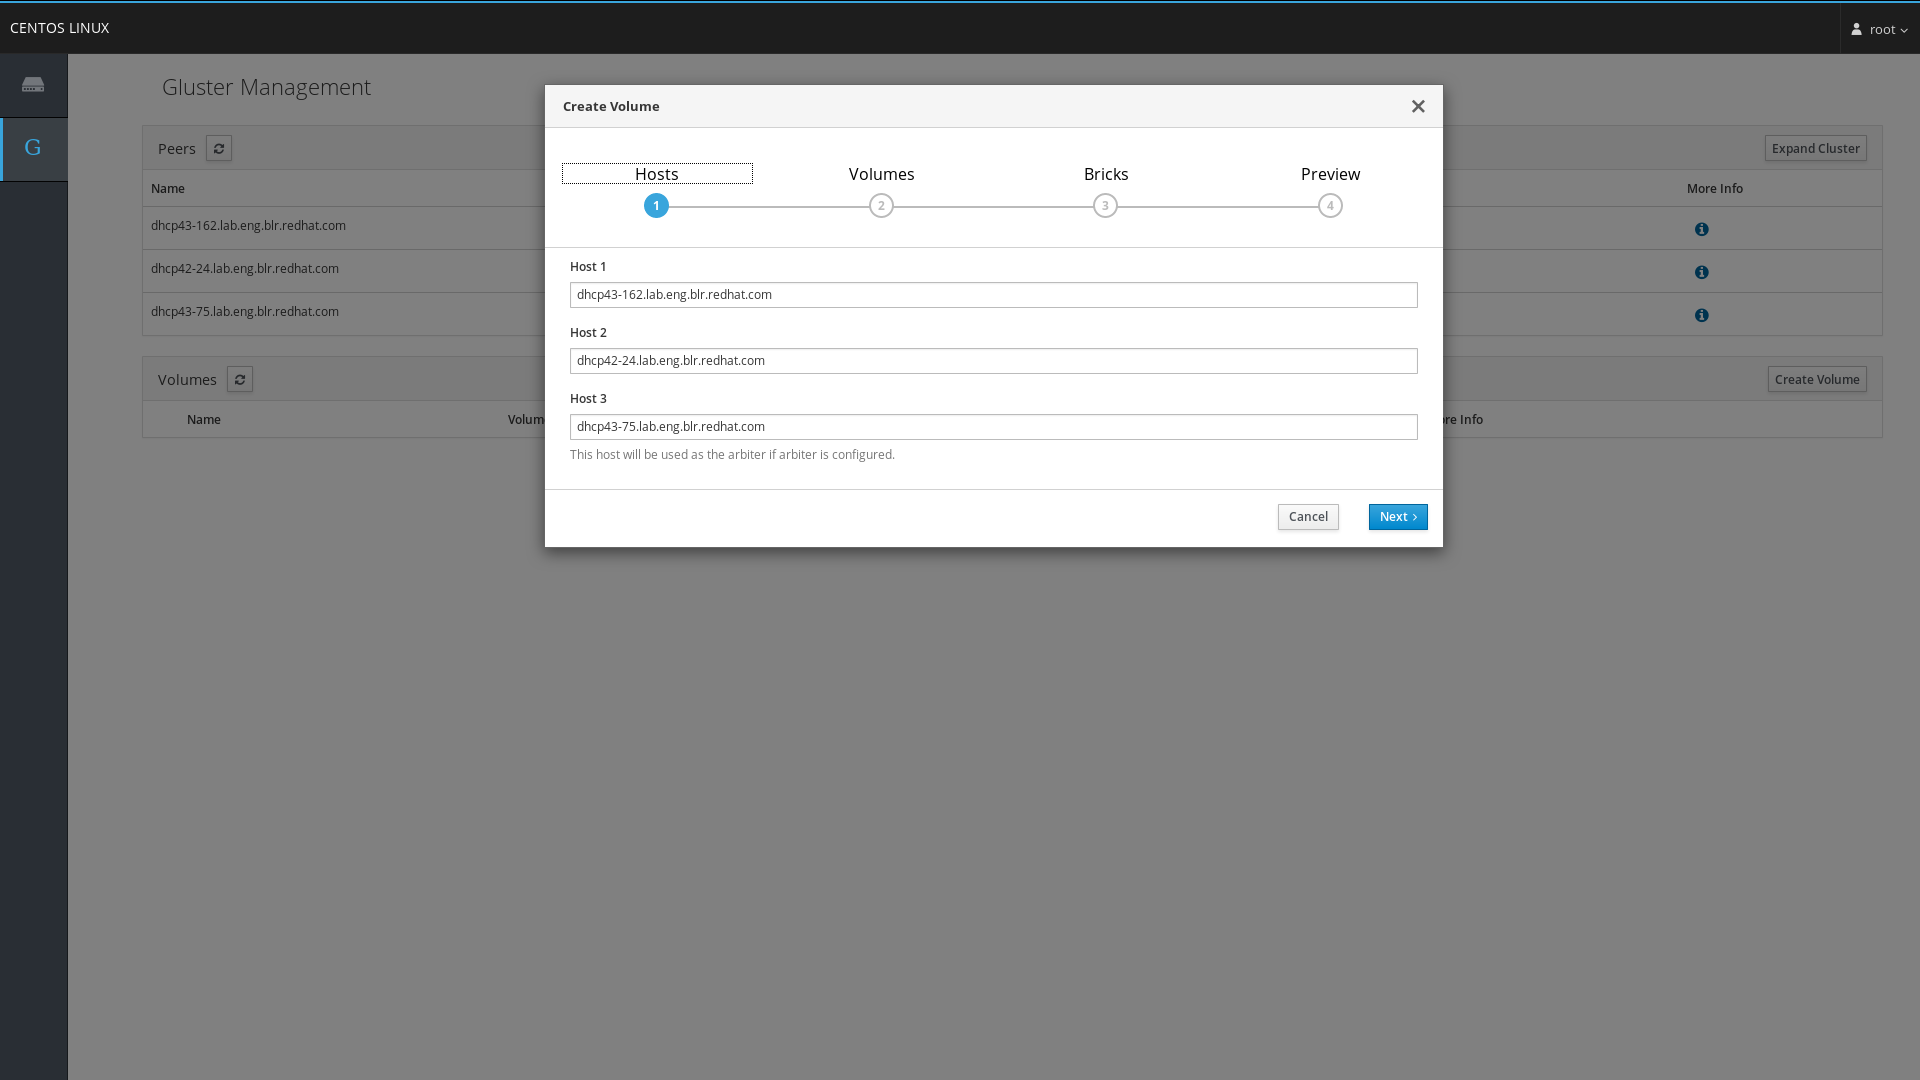 CENTOS LINUX
root
Gluster Management
Peers
Expand Cluster
Name
More Info
dhcp43-162.lab.eng.blr.redhat.com
dhcp42-24.lab.eng.blr.redhat.com
dhcp43-75.lab.eng.blr.redhat.com
Volumes
Create Volume
Name
Volum
re Info
G
Create Volume
Hosts
Volumes
Bricks
Preview
1
2
3
4
Host 1
dhcp43-162.lab.eng.blr.redhat.com
Host 2
dhcp42-24.lab.eng.blr.redhat.com
Host 3
dhcp43-75.lab.eng.blr.redhat.com
This host will be used as the arbiter if arbiter is configured.
Cancel
Next